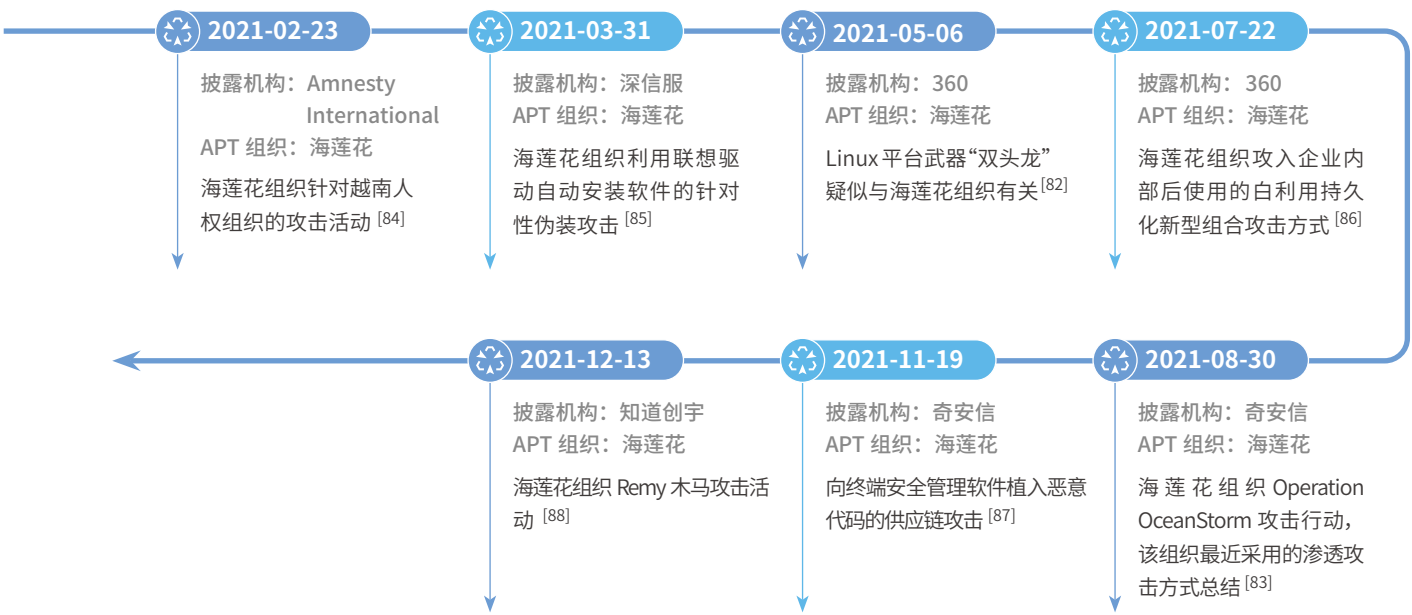 2021-02-23
披露机构：Amnesty
International
APT 组织：海莲花
海莲花组织针对越南人
权组织的攻击活动 [84]
2021-03-31
披露机构：深信服
APT 组织：海莲花
海莲花组织利用联想驱
动自动安装软件的针对
性伪装攻击 [85]
2021-05-06
披露机构：360
APT 组织：海莲花
Linux 平台武器“双头龙”
疑似与海莲花组织有关 [82]
2021-07-22
披露机构：360
APT 组织：海莲花
海莲花组织攻入企业内
部后使用的白利用持久
化新型组合攻击方式 [86]
2021-08-30
披露机构：奇安信
APT 组织：海莲花
海莲花组织 Operation
OceanStorm 攻击行动，
该组织最近采用的渗透攻
击方式总结 [83]
2021-11-19
披露机构：奇安信
APT 组织：海莲花
向终端安全管理软件植入恶意
代码的供应链攻击 [87]
2021-12-13
披露机构：知道创宇
APT 组织：海莲花
海莲花组织 Remy 木马攻击活
动 [88]